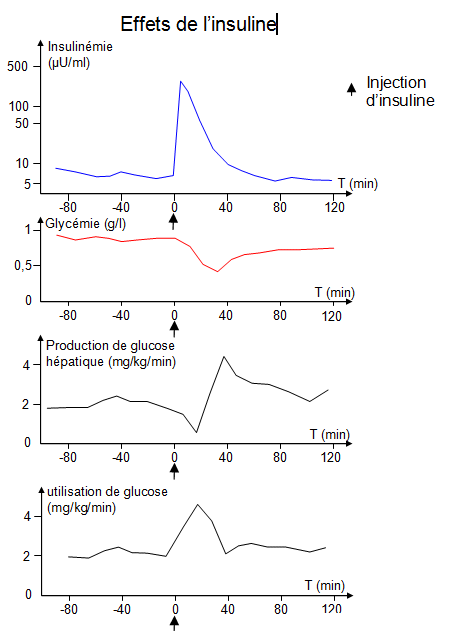 Effets de l'insuline
Insulinémie
(µU/ml)
500
100
50
10
5
T (min)
-80
-40
0
40
80
120
Injection
d'insuline
Glycémie (g/l)
1
0,5
0
T (min)
-80
-40
0
40
80
120
Production de glucose
hépatique (mg/kg/min)
4
2
0
T (min)
-80
-40
0
40
80
120
utilisation de glucose
(mg/kg/min)
4
2
0
T (min)
-80
-40
0
40
80
120